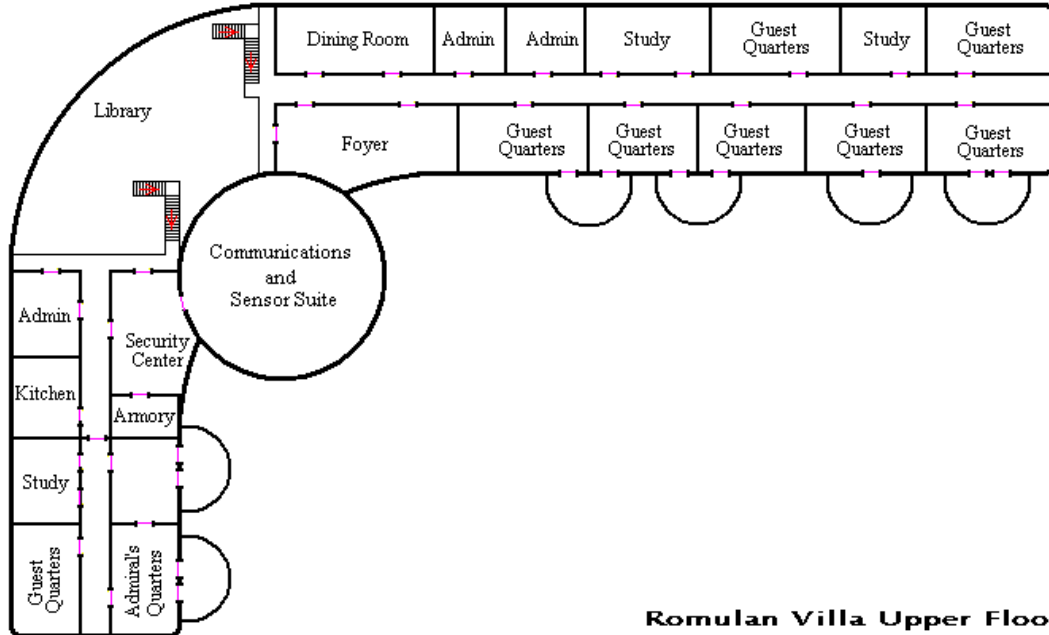 Dining Room
Admin
Admin
Study
Guest
Quarters
Study
Guest
Quarters
Library
Foyer
Guest
Quarters
Guest
Quarters
Guest
Quarters
Guest
Quarters
Guest
Quarters
Communications
and
Sensor Suite
Admin
Security
Center
Kitchen
Armory
Study
Guest
Quarters
Admiral's
Quarters
Romulan Villa Upper Floo